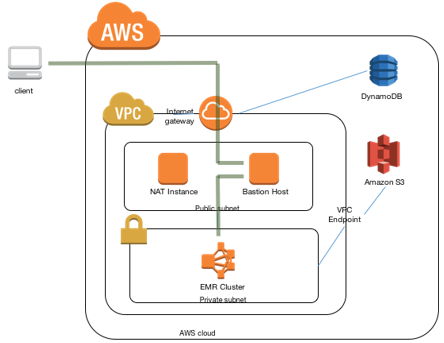 AWS
client
DynamoDB
VPC
Internet
gateway
NAT Instance
Bastion Host
Amazon S3
Public subnet
VPC
Endpoint
EMR Cluster
Private subnet
AWS cloud